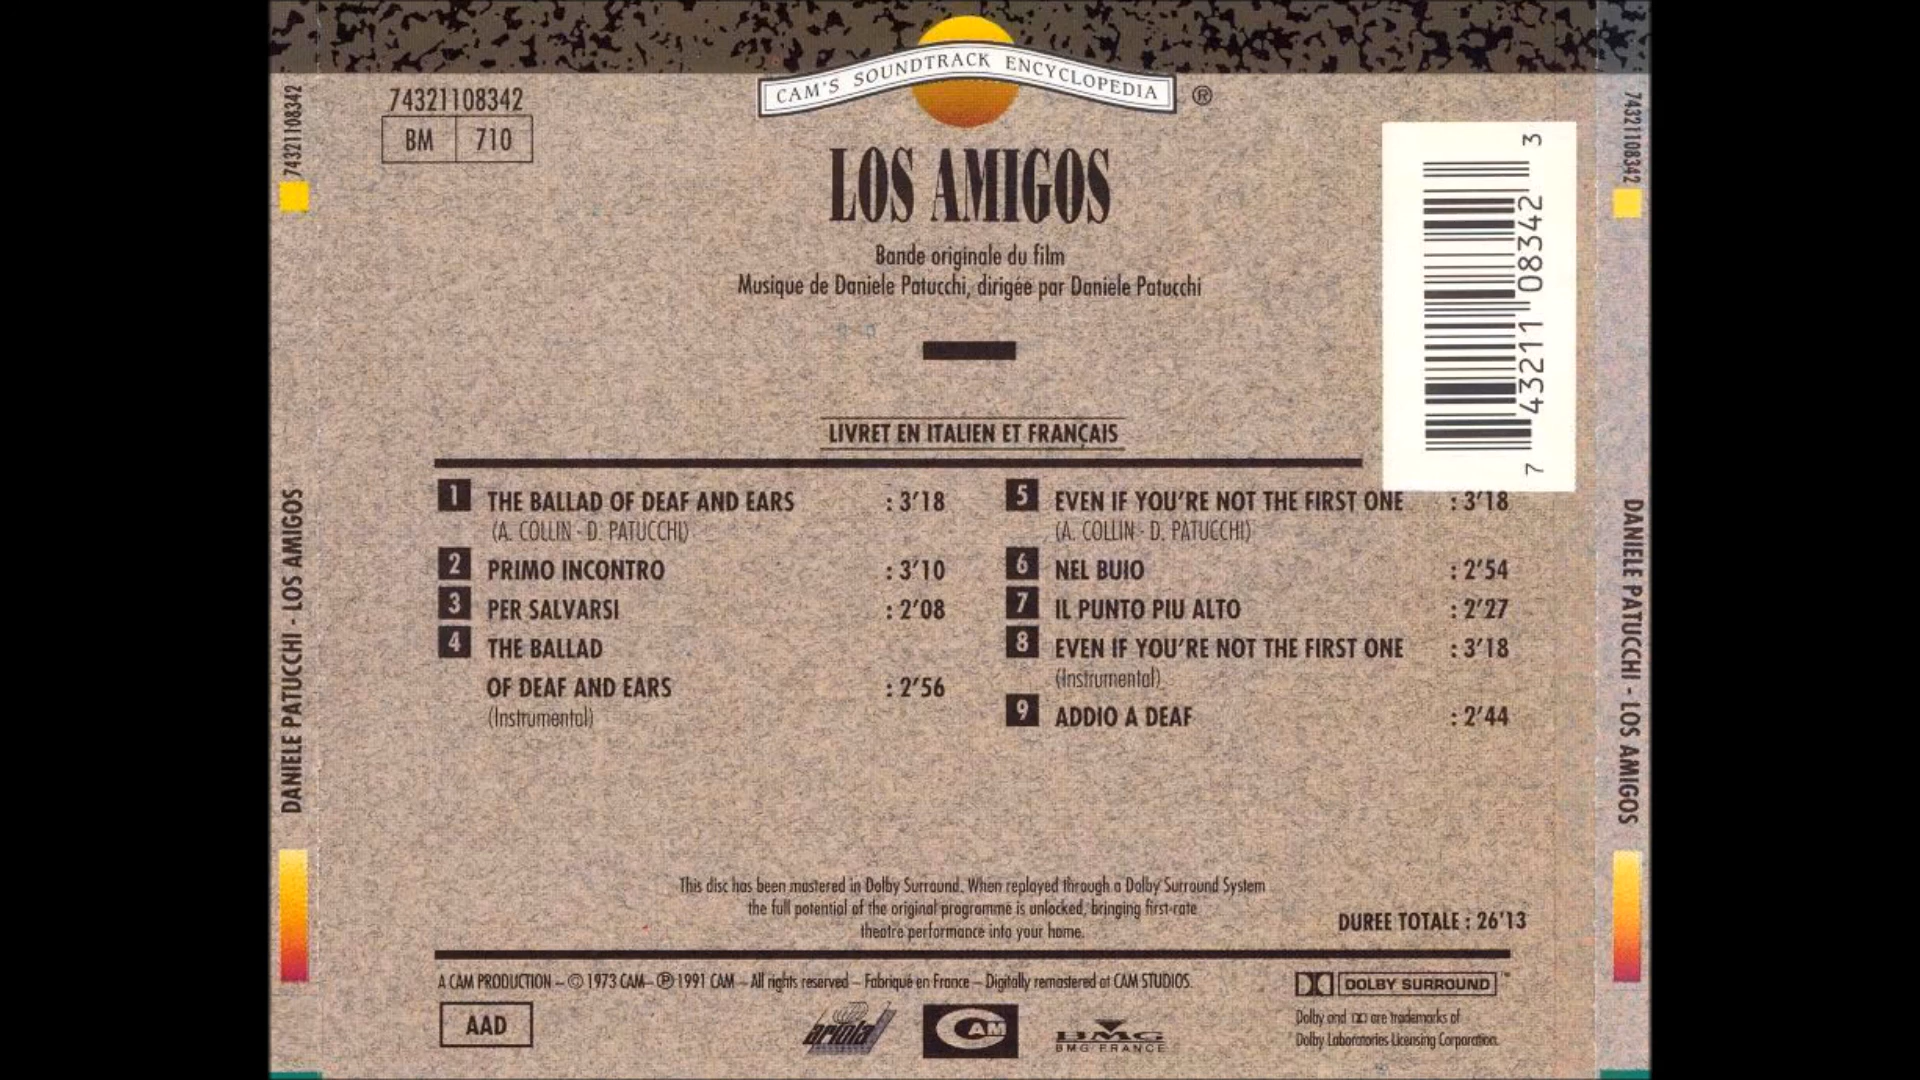 CAM'S SOUNDTRACK ENCYCLOPEDIA ®
74321108342
BM 710
LOS AMIGOS
Bande originale du film
Musique de Daniele Patucchi, dirigée par Daniele Patucchi
LIVRET EN ITALIEN ET FRANÇAIS
1 THE BALLAD OF DEAF AND EARS : 3'18
(A. COLLIN - D. PATUCCHI)
2 PRIMO INCONTRO : 3'10
3 PER SALVARSI : 2'08
4 THE BALLAD
OF DEAF AND EARS : 2'56
(Instrumental)
5 EVEN IF YOU'RE NOT THE FIRST ONE : 3'18
(A. COLLIN - D. PATUCCHI)
6 NEL BUIO : 2'54
7 IL PUNTO PIU ALTO : 2'27
8 EVEN IF YOU'RE NOT THE FIRST ONE : 3'18
(Instrumental)
9 ADDIO A DEAF : 2'44
This disc has been mastered in Dolby Surround. When replayed through a Dolby Surround System
the full potential of the original programme is unlocked, bringing first-rate
theatre performance into your home.
DUREE TOTALE : 26'13
A CAM PRODUCTION – © 1973 CAM – ℗ 1991 CAM – All rights reserved – Fabriqué en France – Digitally remastered at CAM STUDIOS.
AAD
ariola
CAM
BMG
BMG FRANCE
DOLBY SURROUND ™
Dolby and are trademarks of
Dolby Laboratories Licensing Corporation.
7 43211 08342 3
74321108342
DANIELE PATUCCHI - LOS AMIGOS
74321108342
DANIELE PATUCCHI - LOS AMIGOS